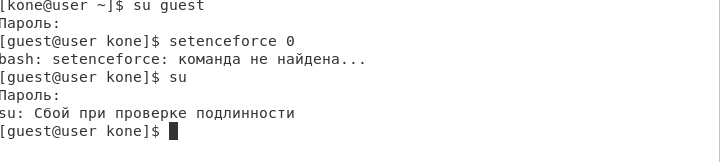 [kone@user ~]$ su guest
Пароль:
[guest@user kone]$ setenceforce 0
bash: setenceforce: команда не найдена...
[guest@user kone]$ su
Пароль:
su: Сбой при проверке подлинности
[guest@user kone]$